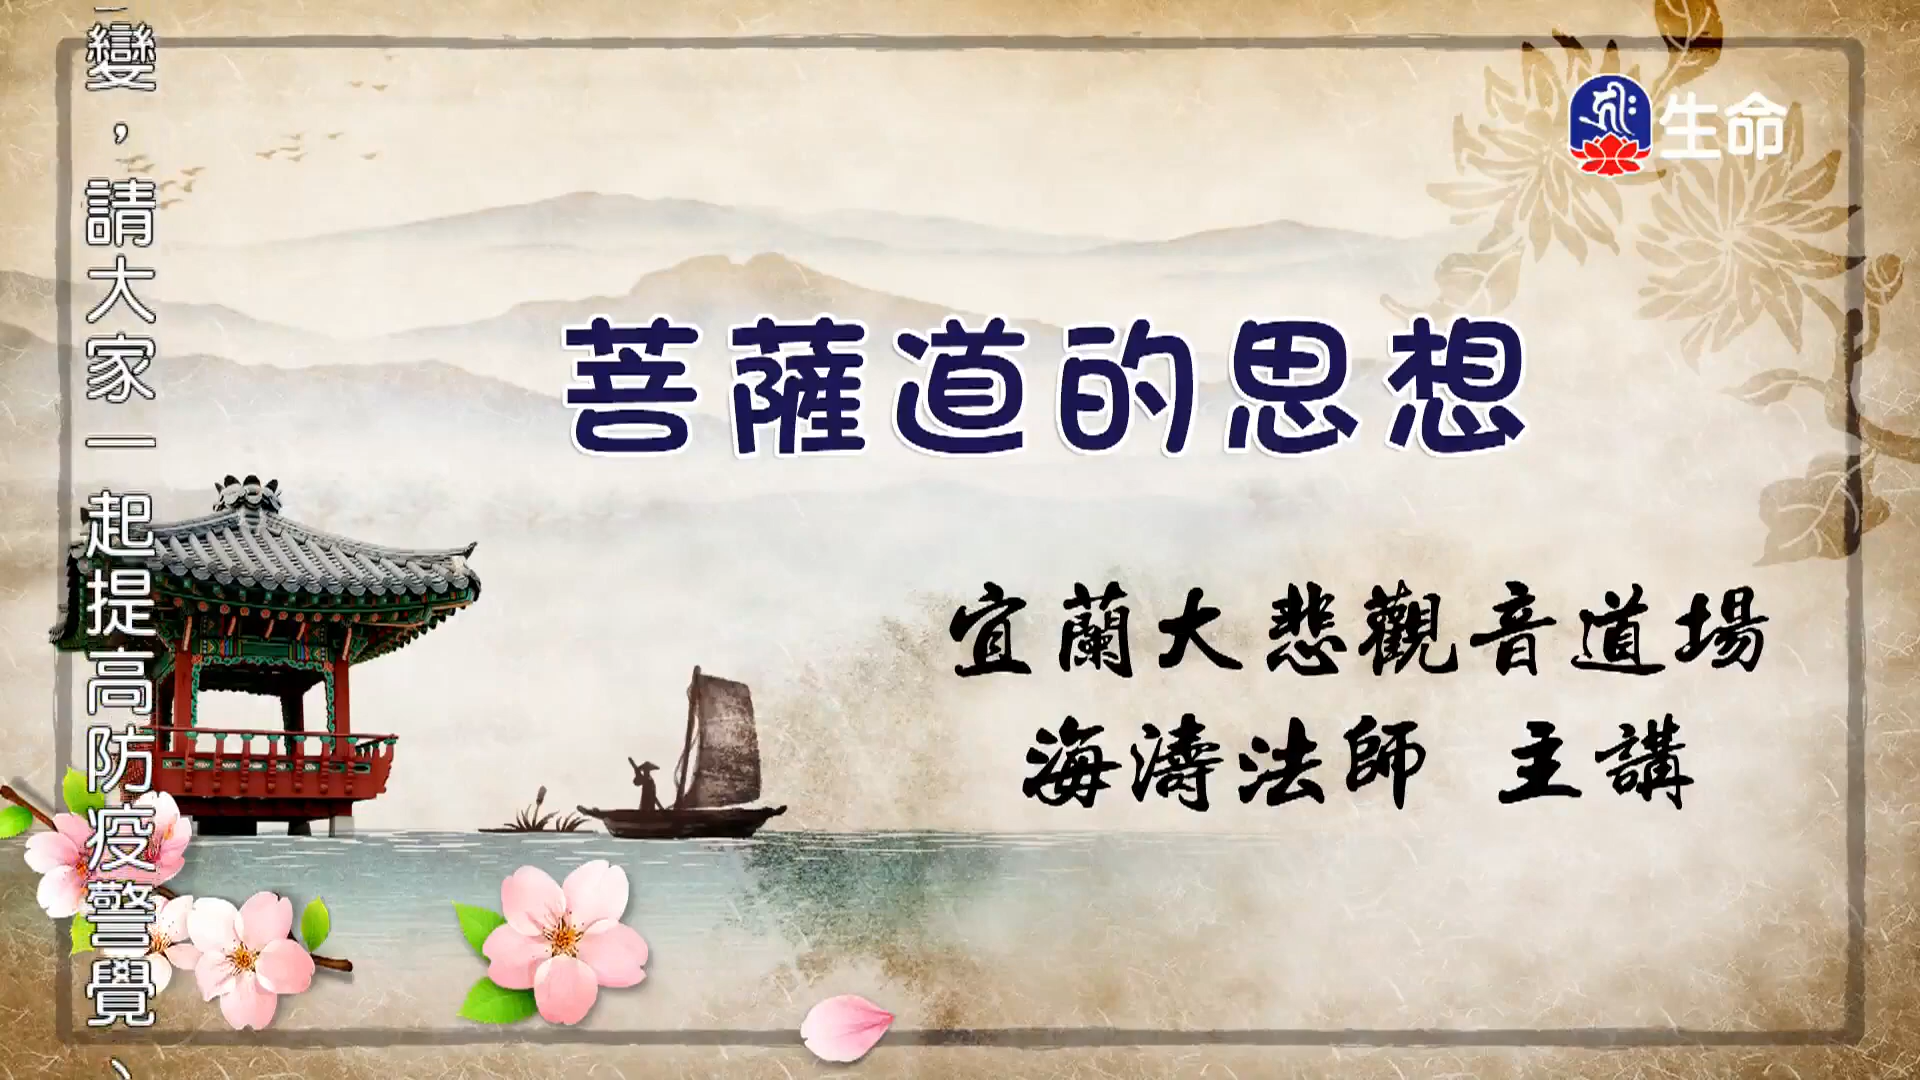 變，請大家一起提高防疫警覺、
生命
菩薩道的思想
宜蘭大悲觀音道場
海濤法師 主講